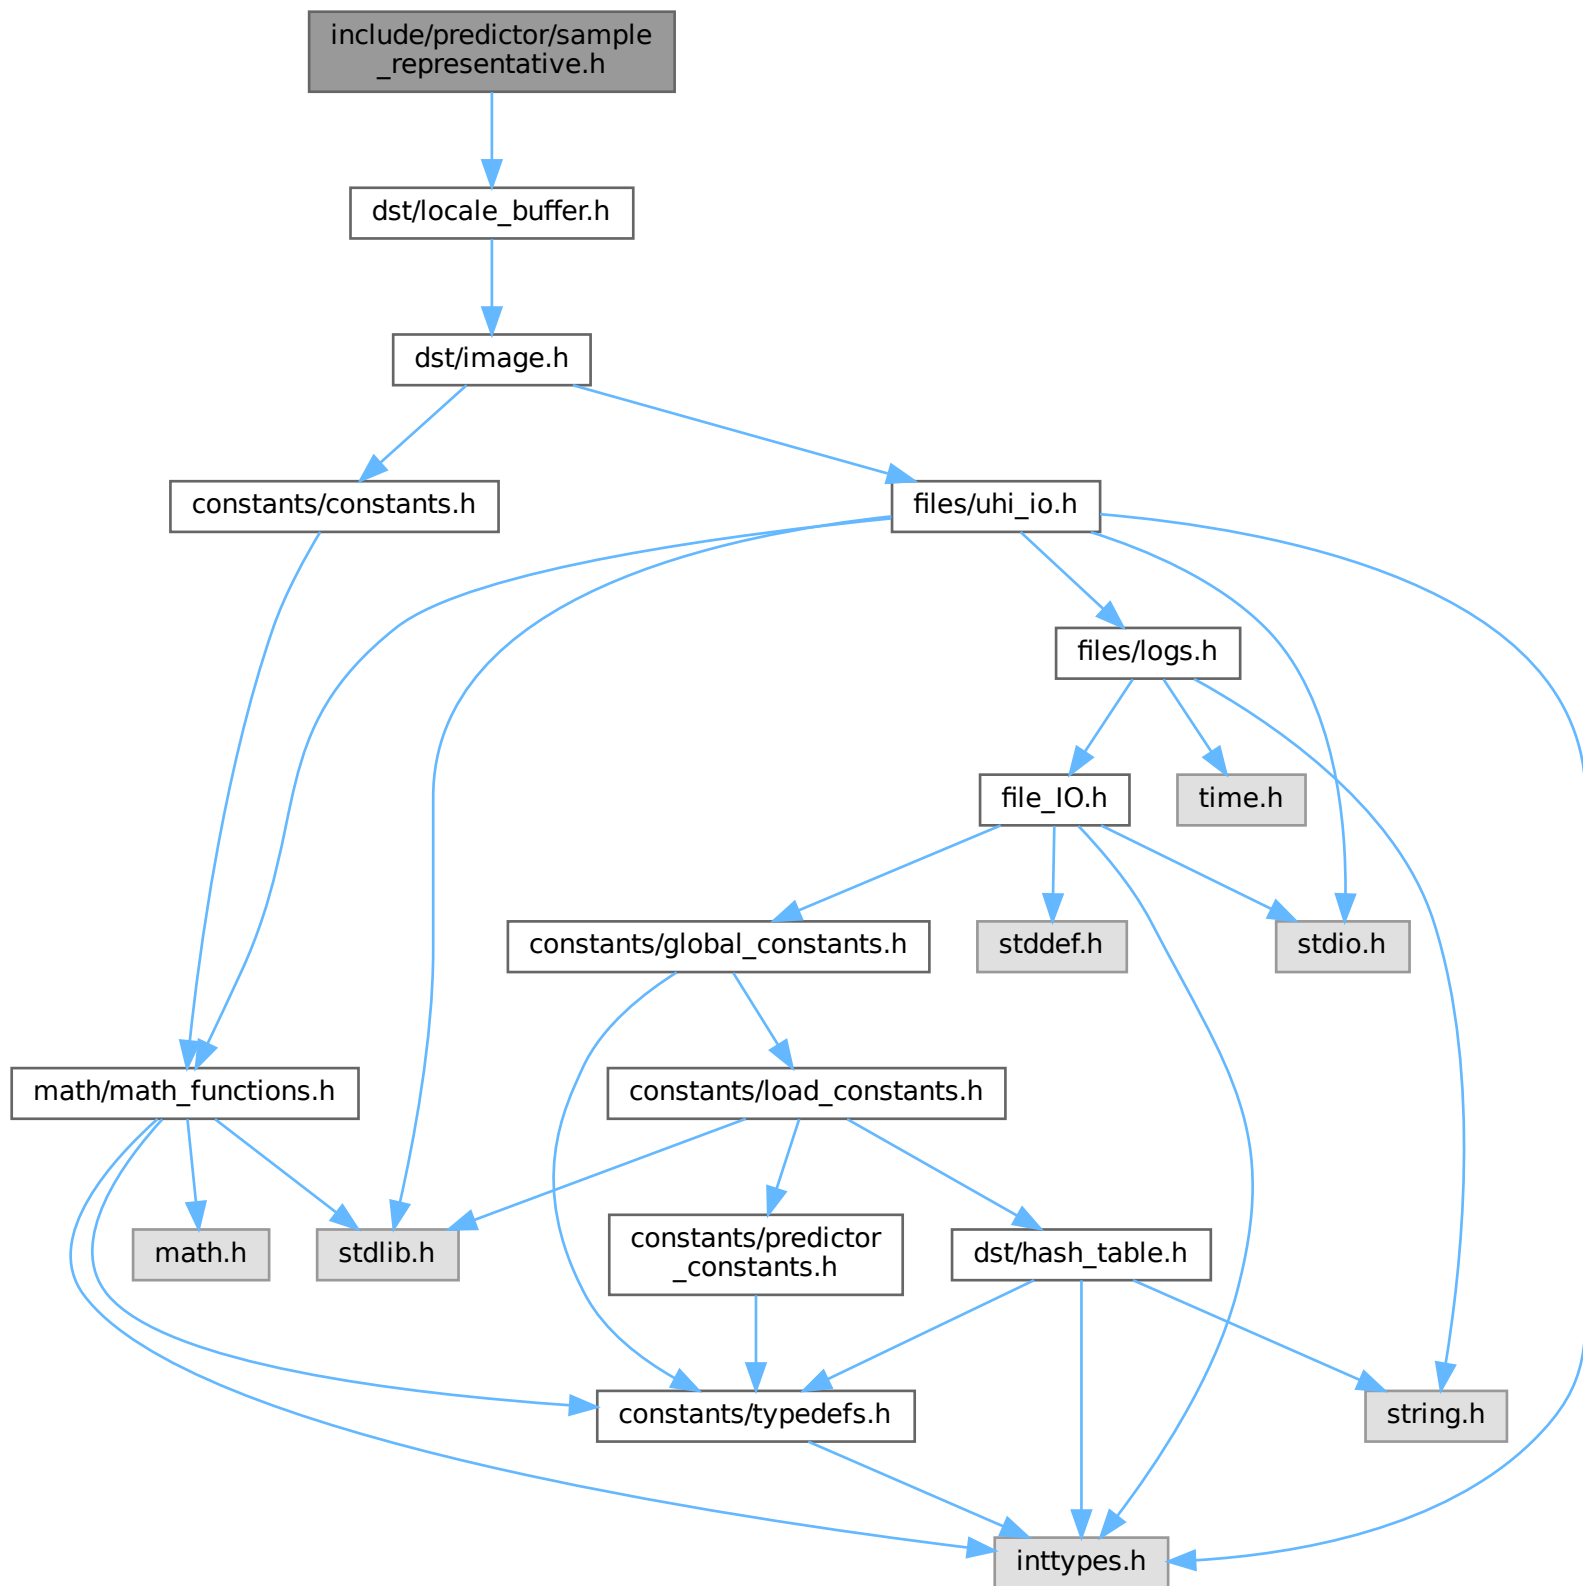 include/predictor/sample
_representative.h
dst/locale_buffer.h
dst/image.h
constants/constants.h
files/uhi_io.h
files/logs.h
file_IO.h
time.h
constants/global_constants.h
stddef.h
stdio.h
math/math_functions.h
constants/load_constants.h
math.h
stdlib.h
constants/predictor
_constants.h
dst/hash_table.h
constants/typedefs.h
string.h
inttypes.h